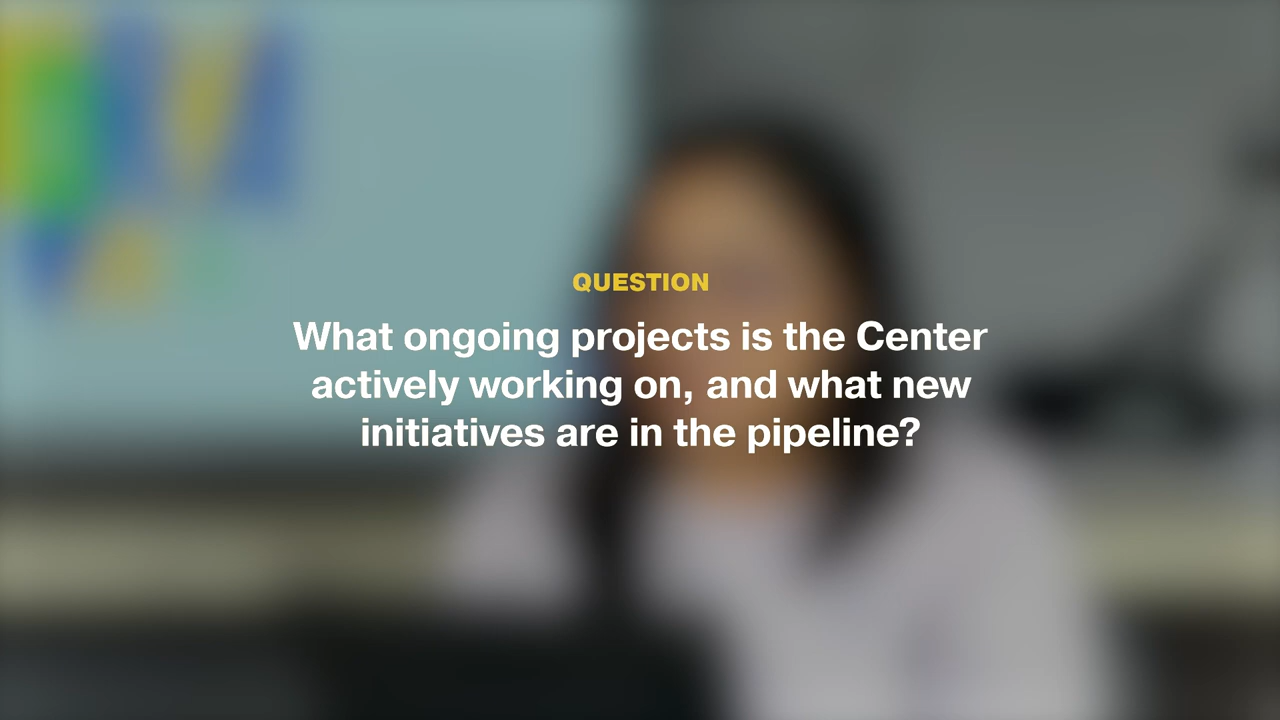 QUESTION
What ongoing projects is the Center
actively working on, and what new
initiatives are in the pipeline?